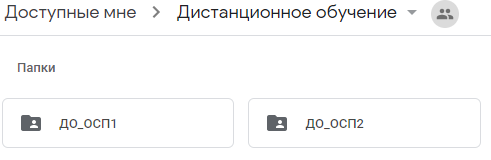 Доступные мне > Дистанционное обучение
Папки
ДО_ОСП1 ДО_ОСП2